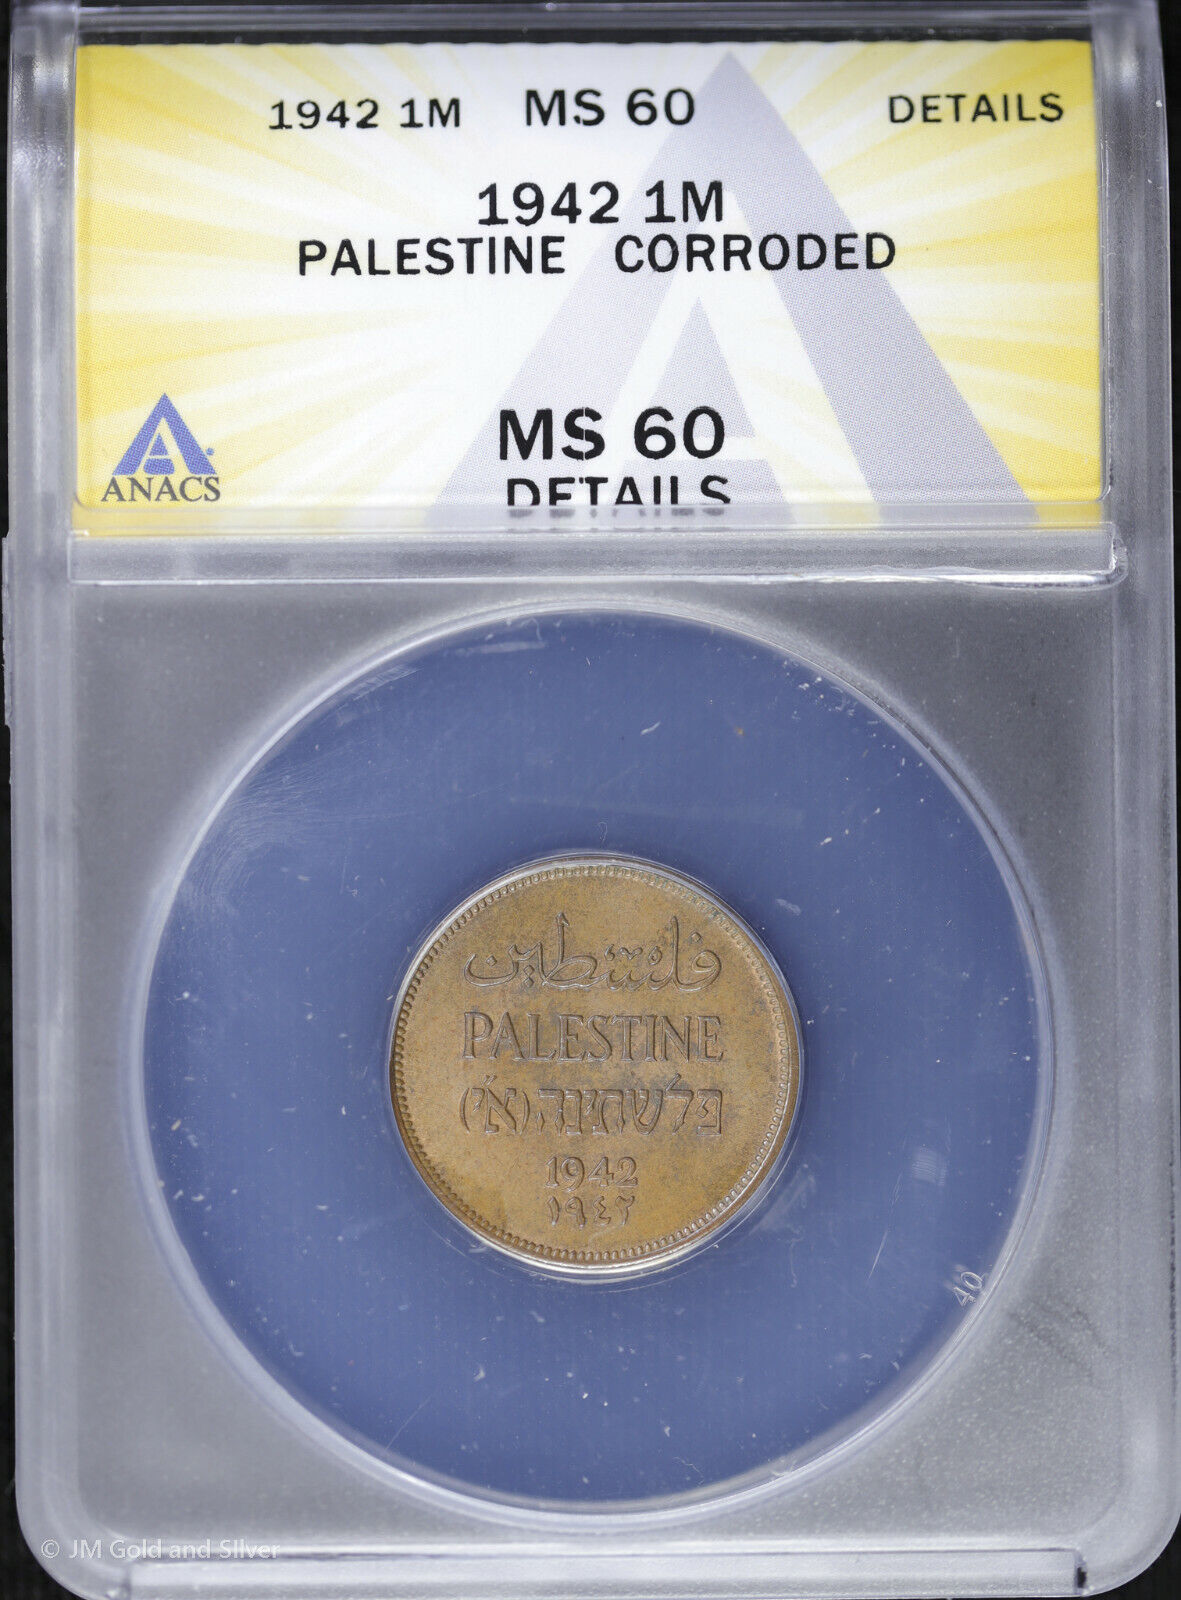 1942 1M MS 60 DETAILS
1942 1M
PALESTINE CORRODED
MS 60
DETAILS
ANACS
فلسطين
PALESTINE
פלשתינה (א״י)
1942
١٩٤٢
40
© JM Gold and Silver